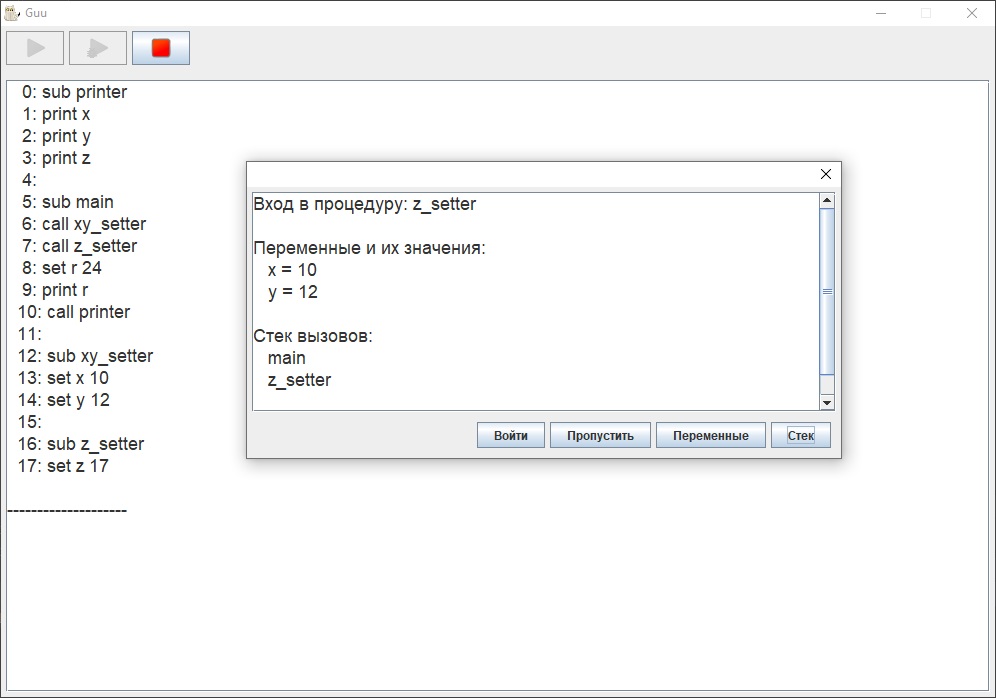 Guu
0: sub printer
1: print x
2: print y
3: print z
4:
5: sub main
6: call xy_setter
7: call z_setter
8: set r 24
9: print r
10: call printer
11:
12: sub xy_setter
13: set x 10
14: set y 12
15:
16: sub z_setter
17: set z 17
---------------------
Вход в процедуру: z_setter
Переменные и их значения:
x = 10
y = 12
Стек вызовов:
main
z_setter
Войти Пропустить Переменные Стек